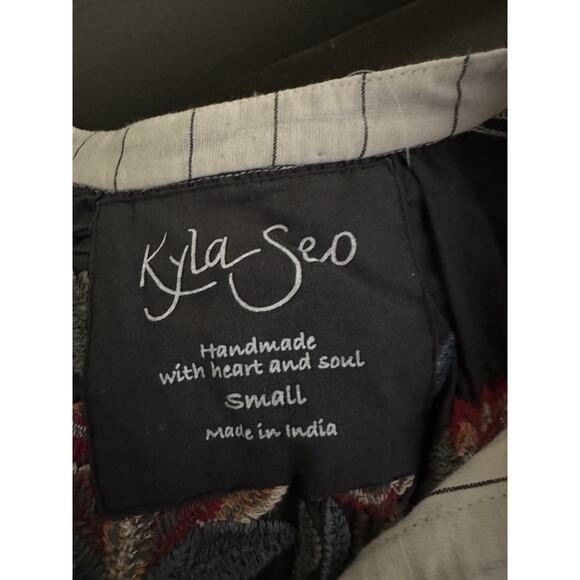 Kyla Seo
Handmade
with heart and soul
Small
Made in India